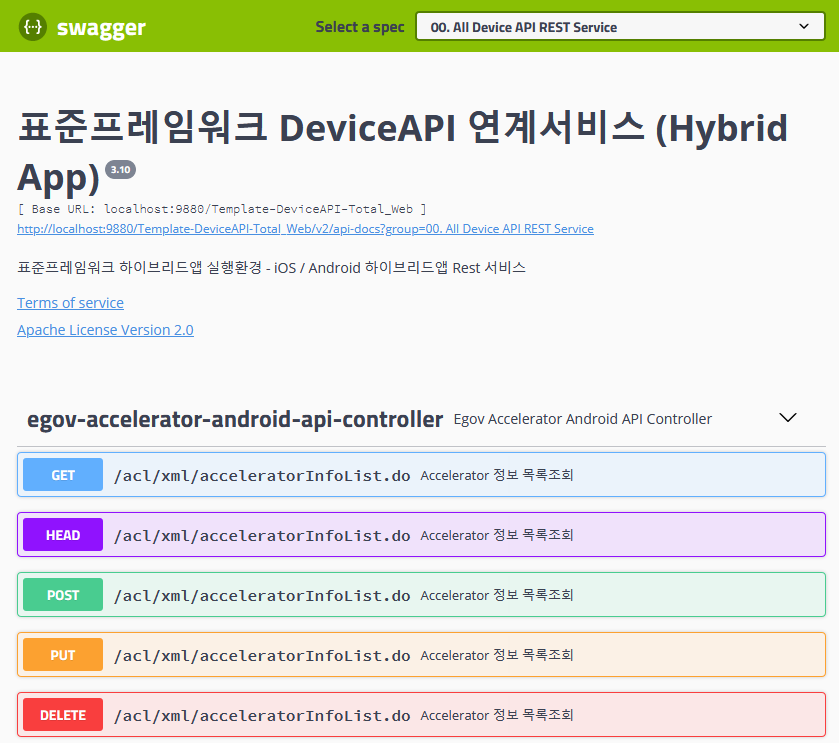 swagger
Select a spec 00. All Device API REST Service
표준프레임워크 DeviceAPI 연계서비스 (Hybrid
App) 3.10
[ Base URL: localhost:9880/Template-DeviceAPI-Total_Web ]
http://localhost:9880/Template-DeviceAPI-Total_Web/v2/api-docs?group=00. All Device API REST Service
표준프레임워크 하이브리드앱 실행환경 - iOS / Android 하이브리드앱 Rest 서비스
Terms of service
Apache License Version 2.0
egov-accelerator-android-api-controller Egov Accelerator Android API Controller
GET /acl/xml/acceleratorInfoList.do Accelerator 정보 목록조회
HEAD /acl/xml/acceleratorInfoList.do Accelerator 정보 목록조회
POST /acl/xml/acceleratorInfoList.do Accelerator 정보 목록조회
PUT /acl/xml/acceleratorInfoList.do Accelerator 정보 목록조회
DELETE /acl/xml/acceleratorInfoList.do Accelerator 정보 목록조회